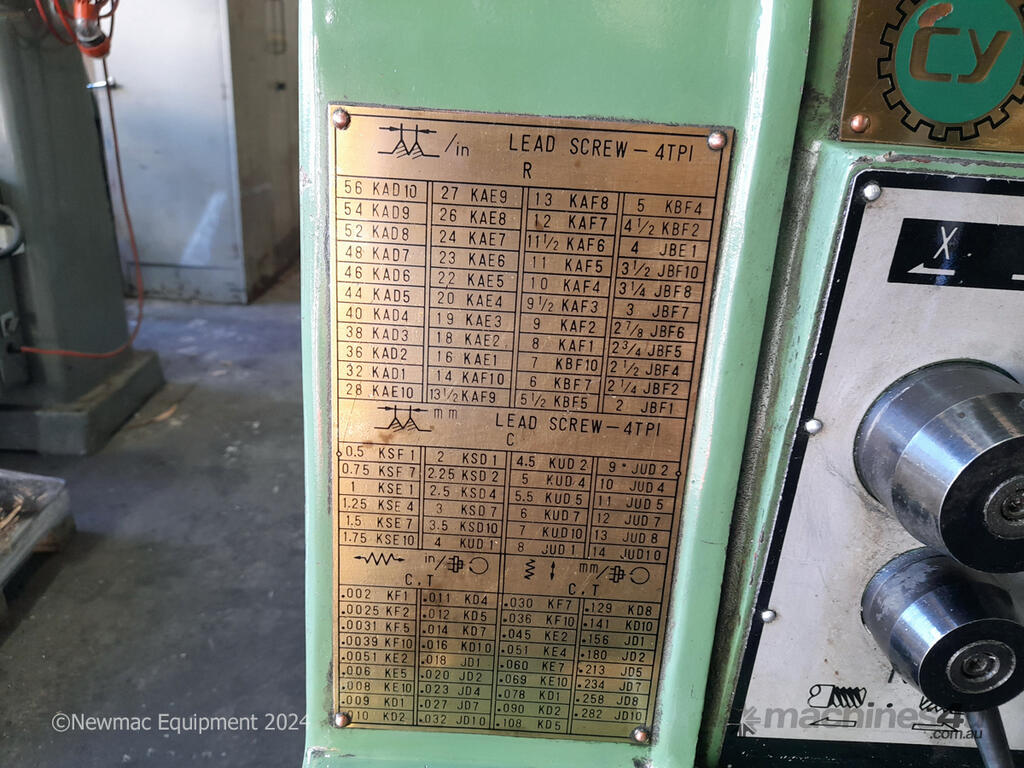 /in LEAD SCREW-4TPI
R
56 KAD10 27 KAE9 13 KAF8 5 KBF4
54 KAD9 26 KAE8 12 KAF7 4 1/2 KBF2
52 KAD8 24 KAE7 11 1/2 KAF6 4 JBE1
48 KAD7 23 KAE6 11 KAF5 3 1/2 JBF10
46 KAD6 22 KAE5 10 KAF4 3 1/4 JBF8
44 KAD5 20 KAE4 9 1/2 KAF3 3 JBF7
40 KAD4 19 KAE3 9 KAF2 2 7/8 JBF6
38 KAD3 18 KAE2 8 KAF1 2 3/4 JBF5
36 KAD2 16 KAE1 7 KBF10 2 1/2 JBF4
32 KAD1 14 KAF10 6 KBF7 2 1/4 JBF2
28 KAE10 13 1/2 KAF9 5 1/2 KBF5 2 JBF1
mm LEAD SCREW-4TPI
C
0.5 KSF1 2 KSD1 4.5 KUD2 9 JUD2
0.75 KSF7 2.25 KSD2 5 KUD4 10 JUD4
1 KSE1 2.5 KSD4 5.5 KUD5 11 JUD5
1.25 KSE4 3 KSD7 6 KUD7 12 JUD7
1.5 KSE7 3.5 KSD10 7 KUD10 13 JUD8
1.75 KSE10 4 KUD1 8 JUD1 14 JUD10
in/ mm/
C.T C.T
.002 KF1 .011 KD4 .030 KF7 .129 KD8
.0025 KF2 .012 KD5 .036 KF10 .141 KD10
.0031 KF5 .014 KD7 .045 KE2 .156 JD1
.0039 KF10 .016 KD10 .051 KE4 .180 JD2
.0051 KE2 .018 JD1 .060 KE7 .213 JD5
.006 KE5 .020 JD2 .069 KE10 .234 JD7
.008 KE10 .023 JD4 .078 KD1 .258 JD8
.009 KD1 .027 JD7 .090 KD2 .282 JD10
.010 KD2 .032 JD10 .108 KD5
CY
X
©Newmac Equipment 2024
machines4u
.com.au